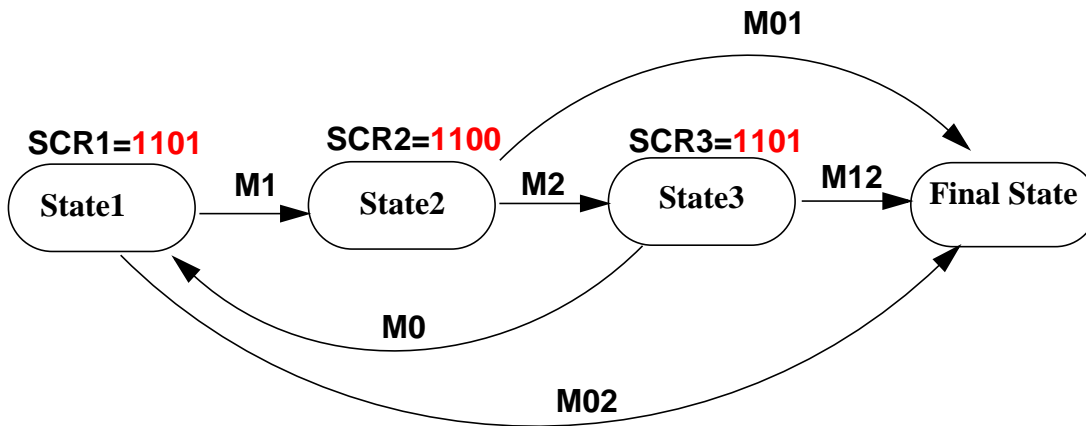 M01
SCR1=1101
SCR2=1100
SCR3=1101
State1
M1
State2
M2
State3
M12
Final State
M0
M02